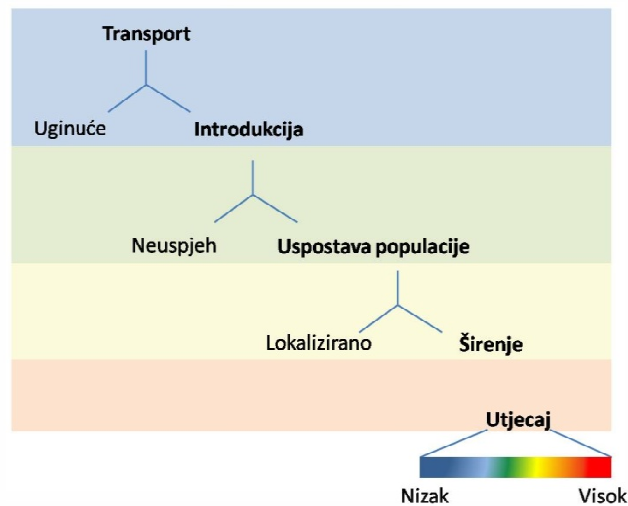 Transport
Uginuće Introdukcija
Neuspjeh Uspostava populacije
Lokalizirano Širenje
Utjecaj
Nizak Visok